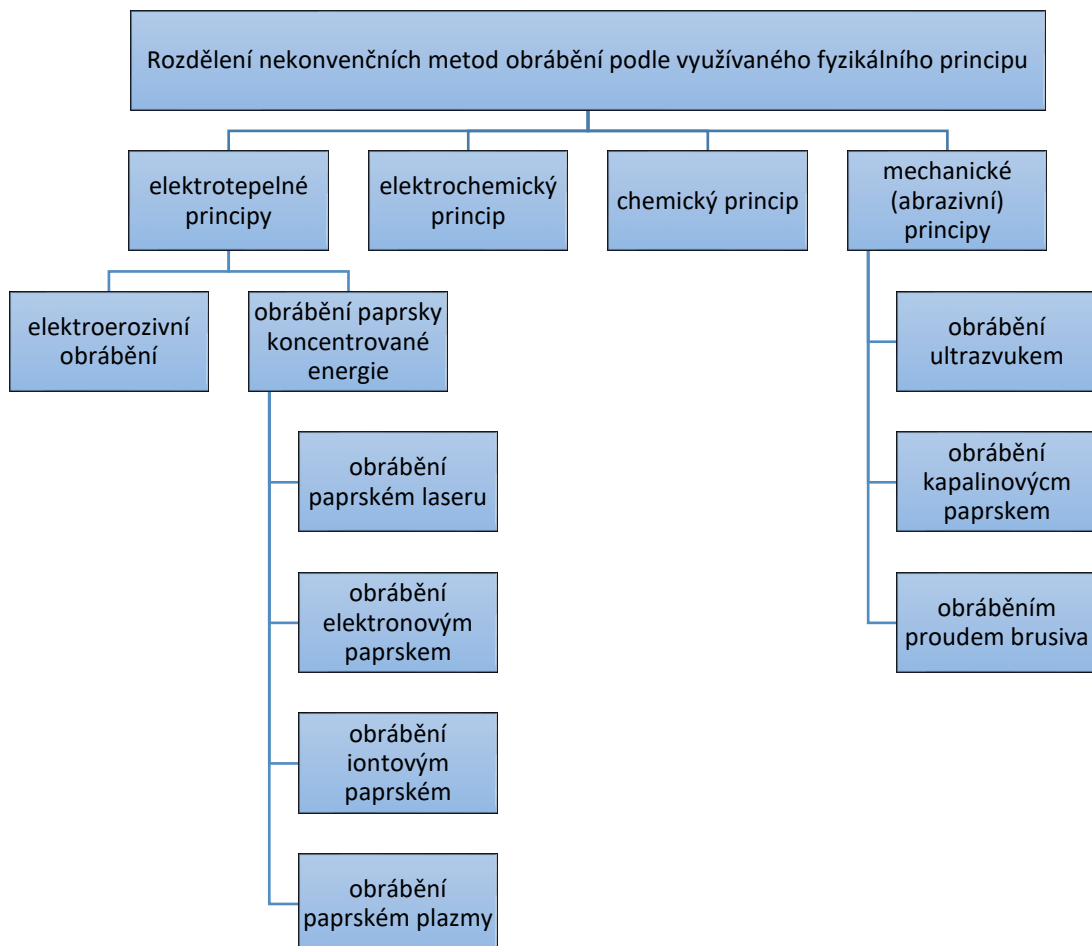 Rozdělení nekonvenčních metod obrábění podle využívaného fyzikálního principu
elektrotepelné
principy
elektrochemický
princip
chemický princip
mechanické
(abrazivní)
principy
elektroerozivní
obrábění
obrábění paprsky
koncentrované
energie
obrábění
paprském laseru
obrábění
elektronovým
paprskem
obrábění
iontovým
paprském
obrábění
paprském plazmy
obrábění
ultrazvukem
obrábění
kapalinovýcm
paprskem
obráběním
proudem brusiva